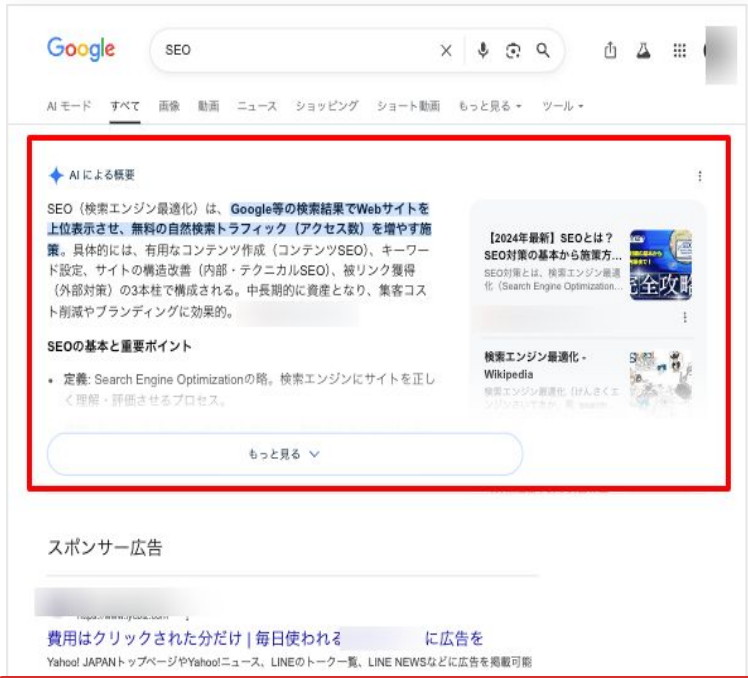 Google
SEO
AI モード すべて 画像 動画 ニュース ショッピング ショート動画 もっと見る ツール
AI による概要
SEO（検索エンジン最適化）は、Google等の検索結果でWebサイトを
上位表示させ、無料の自然検索トラフィック（アクセス数）を増やす施
策。具体的には、有用なコンテンツ作成（コンテンツSEO）、キーワー
ド設定、サイトの構造改善（内部・テクニカルSEO）、被リンク獲得
（外部対策）の3本柱で構成される。中長期的に資産となり、集客コス
ト削減やブランディングに効果的。
SEOの基本と重要ポイント
• 定義: Search Engine Optimizationの略。検索エンジンにサイトを正し
く理解・評価させるプロセス。
もっと見る
【2024年最新】SEOとは？
SEO対策の基本から施策方...
SEO対策とは、検索エンジン最適
化（Search Engine Optimization...
完全攻略
検索エンジン最適化 -
Wikipedia
検索エンジン最適化（けんさくエ
スポンサー広告
費用はクリックされた分だけ | 毎日使われる に広告を
Yahoo! JAPANトップページやYahoo!ニュース、LINEのトーク一覧、LINE NEWSなどに広告を掲載可能